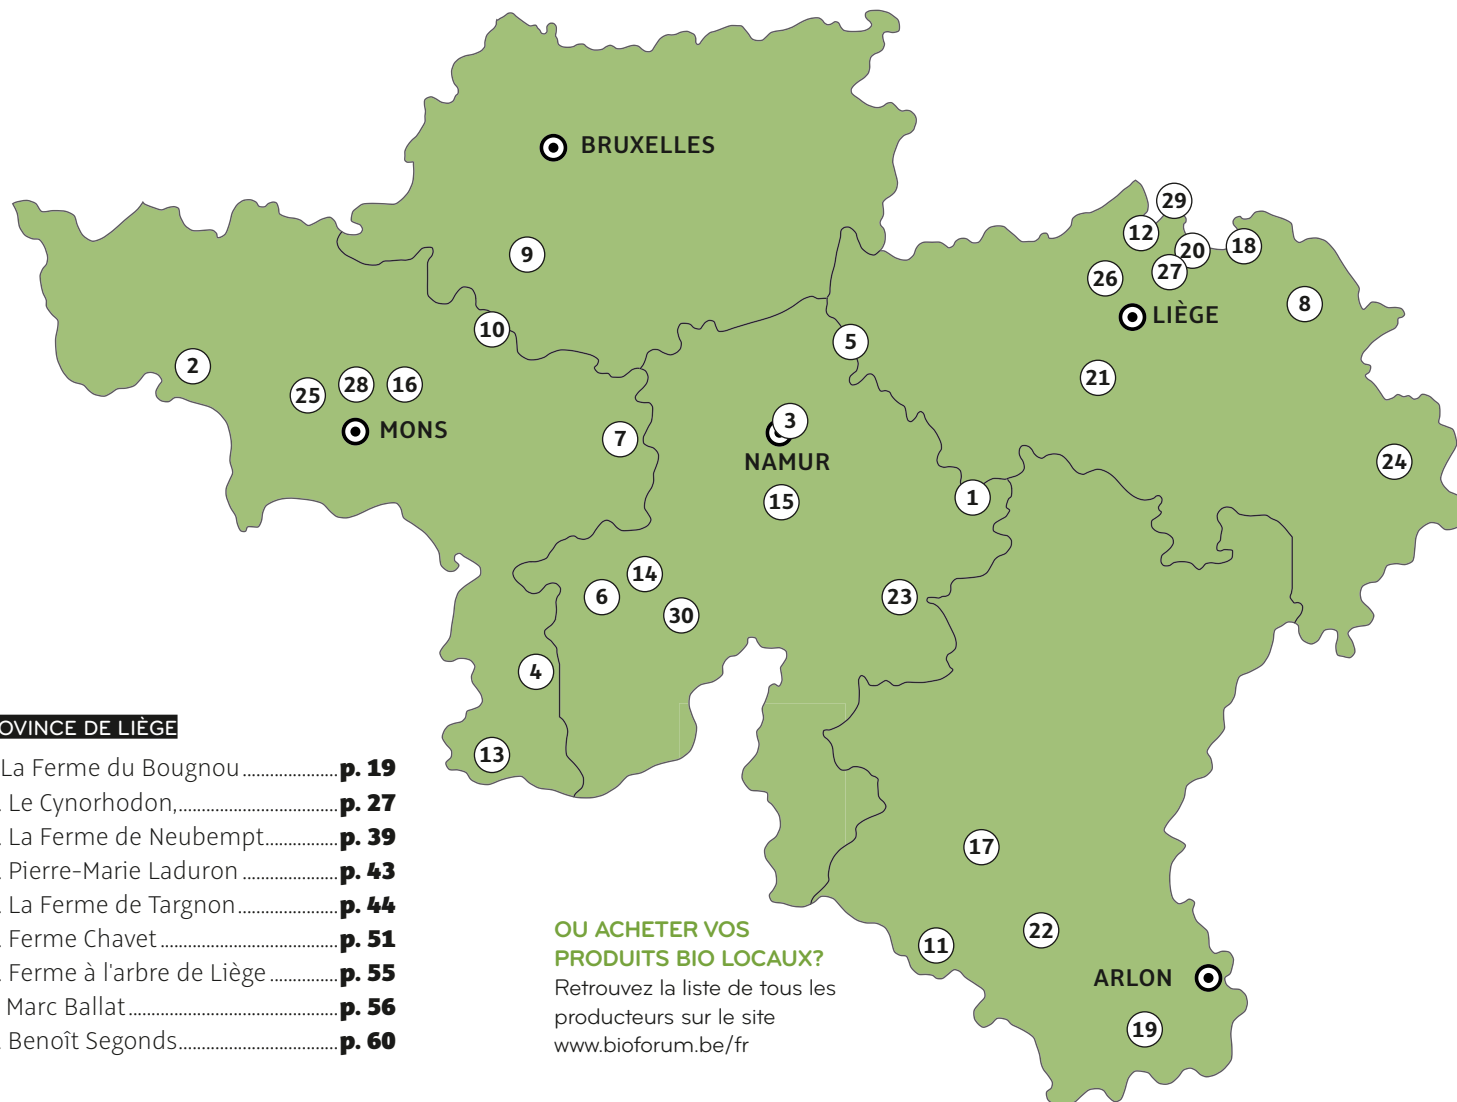 BRUXELLES
29
12
20
18
9
26
27
8
LIÈGE
10
5
2
25
28
16
21
3
MONS
7
NAMUR
24
15
1
14
6
23
30
4
13
17
22
11
ARLON
19
OVINCE DE LIÈGE
La Ferme du Bougnou p. 19
. Le Cynorhodon, p. 27
. La Ferme de Neubempt p. 39
. Pierre-Marie Laduron p. 43
. La Ferme de Targnon p. 44
. Ferme Chavet p. 51
. Ferme à l'arbre de Liège p. 55
Marc Ballat p. 56
. Benoît Segonds p. 60
OU ACHETER VOS
PRODUITS BIO LOCAUX?
Retrouvez la liste de tous les
producteurs sur le site
www.bioforum.be/fr